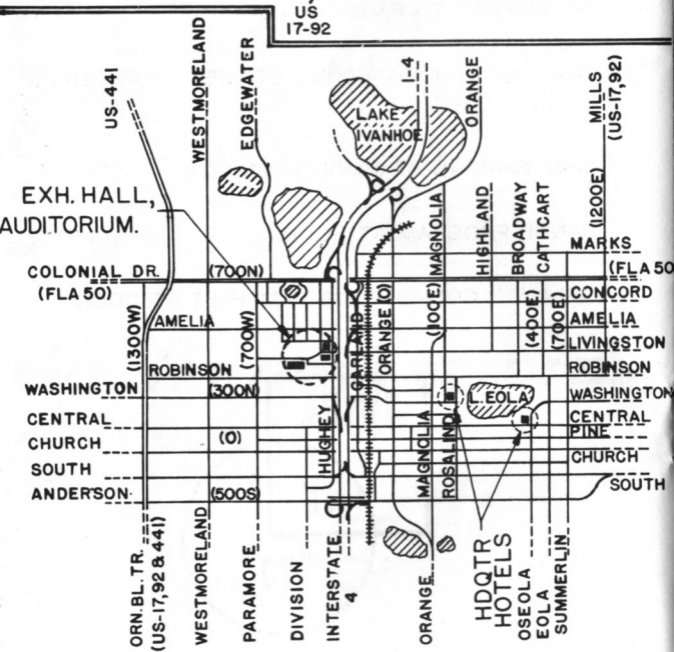 US
17-92
US-441
WESTMORELAND
EDGEWATER
I-4
ORANGE
MILLS
(US-17,92)
LAKE
IVANHOE
EXH. HALL,
AUDITORIUM.
MAGNOLIA
HIGHLAND
BROADWAY
CATHCART
(1200E)
MARKS
COLONIAL DR.
(700N)
(FLA 50
(FLA 50)
CONCORD
(1300W)
AMELIA
(700W)
GARLAND
ORANGE (0)
(100E)
(400E)
(700E)
AMELIA
LIVINGSTON
ROBINSON
ROBINSON
WASHINGTON
(300N)
L. EOLA
WASHINGTON
CENTRAL
CENTRAL
PINE
CHURCH
(0)
HUGHEY
MAGNOLIA
ROSALIND
CHURCH
SOUTH
SOUTH
ANDERSON
(500S)
ORN. BL. TR.
(US-17,92 & 441)
WESTMORELAND
PARAMORE
DIVISION
INTERSTATE
4
ORANGE
HDQTR
HOTELS
OSEOLA
EOLA
SUMMERLIN